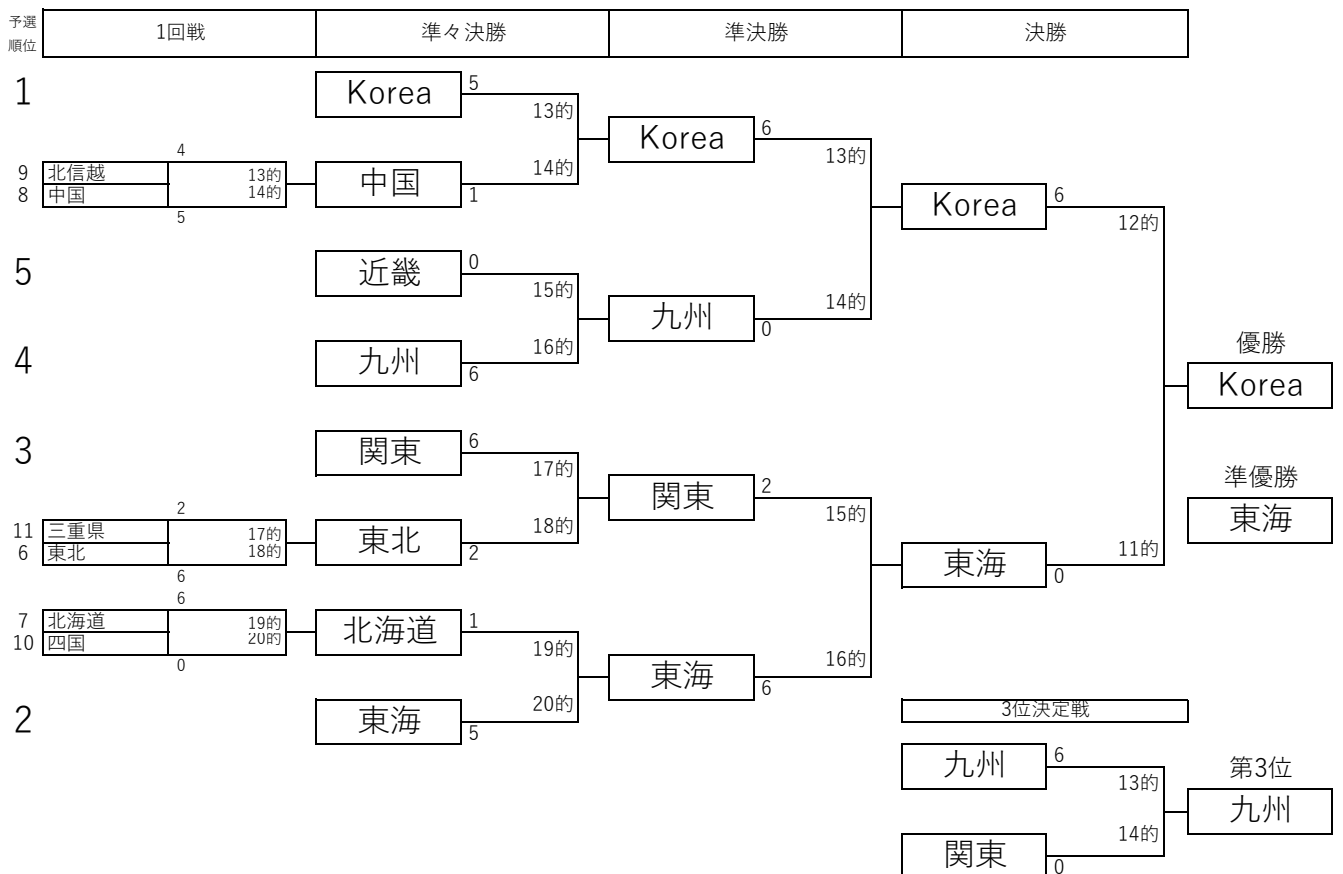 予選
順位
1回戦 準々決勝 準決勝 決勝
1 Korea 5
13的
Korea 6
13的
4
9 北信越 13的
8 中国 14的
5
中国 1
14的
Korea 6
12的
5 近畿 0
15的
九州 0
14的
4 九州 6
16的
優勝
Korea
3 関東 6
17的
関東 2
15的
準優勝
東海
2
11 三重県 17的
6 東北 18的
6
東北 2
18的
東海 0
11的
6
7 北海道 19的
10 四国 20的
0
北海道 1
19的
東海 6
16的
2 東海 5
20的
3位決定戦
九州 6
13的
第3位
九州
関東 0
14的